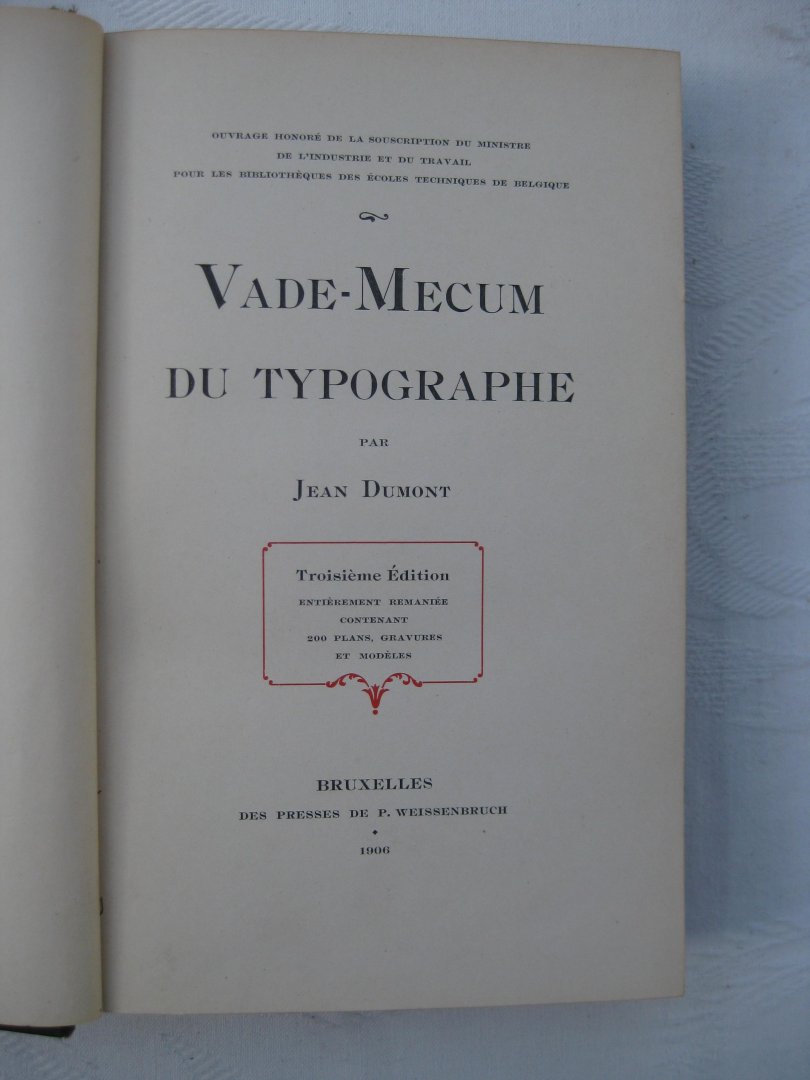 OUVRAGE HONORÉ DE LA SOUSCRIPTION DU MINISTRE
DE L'INDUSTRIE ET DU TRAVAIL
POUR LES BIBLIOTHÈQUES DES ÉCOLES TECHNIQUES DE BELGIQUE
VADE-MECUM
DU TYPOGRAPHE
PAR
JEAN DUMONT
Troisième Édition
ENTIÈREMENT REMANIÉE
CONTENANT
200 PLANS, GRAVURES
ET MODÈLES
BRUXELLES
DES PRESSES DE P. WEISSENBRUCH
1906